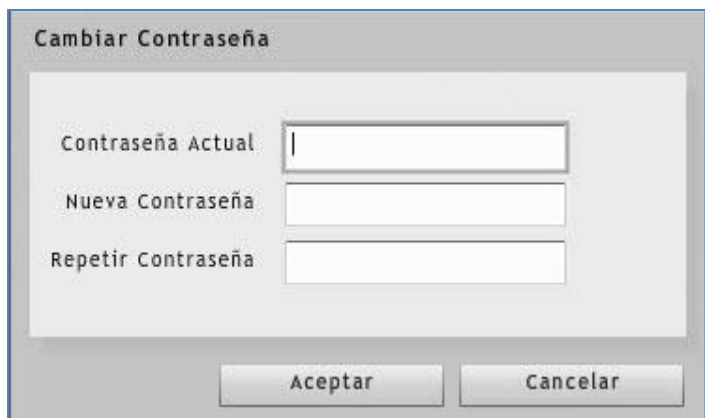 Cambiar Contraseña
Contraseña Actual
Nueva Contraseña
Repetir Contraseña
Aceptar Cancelar